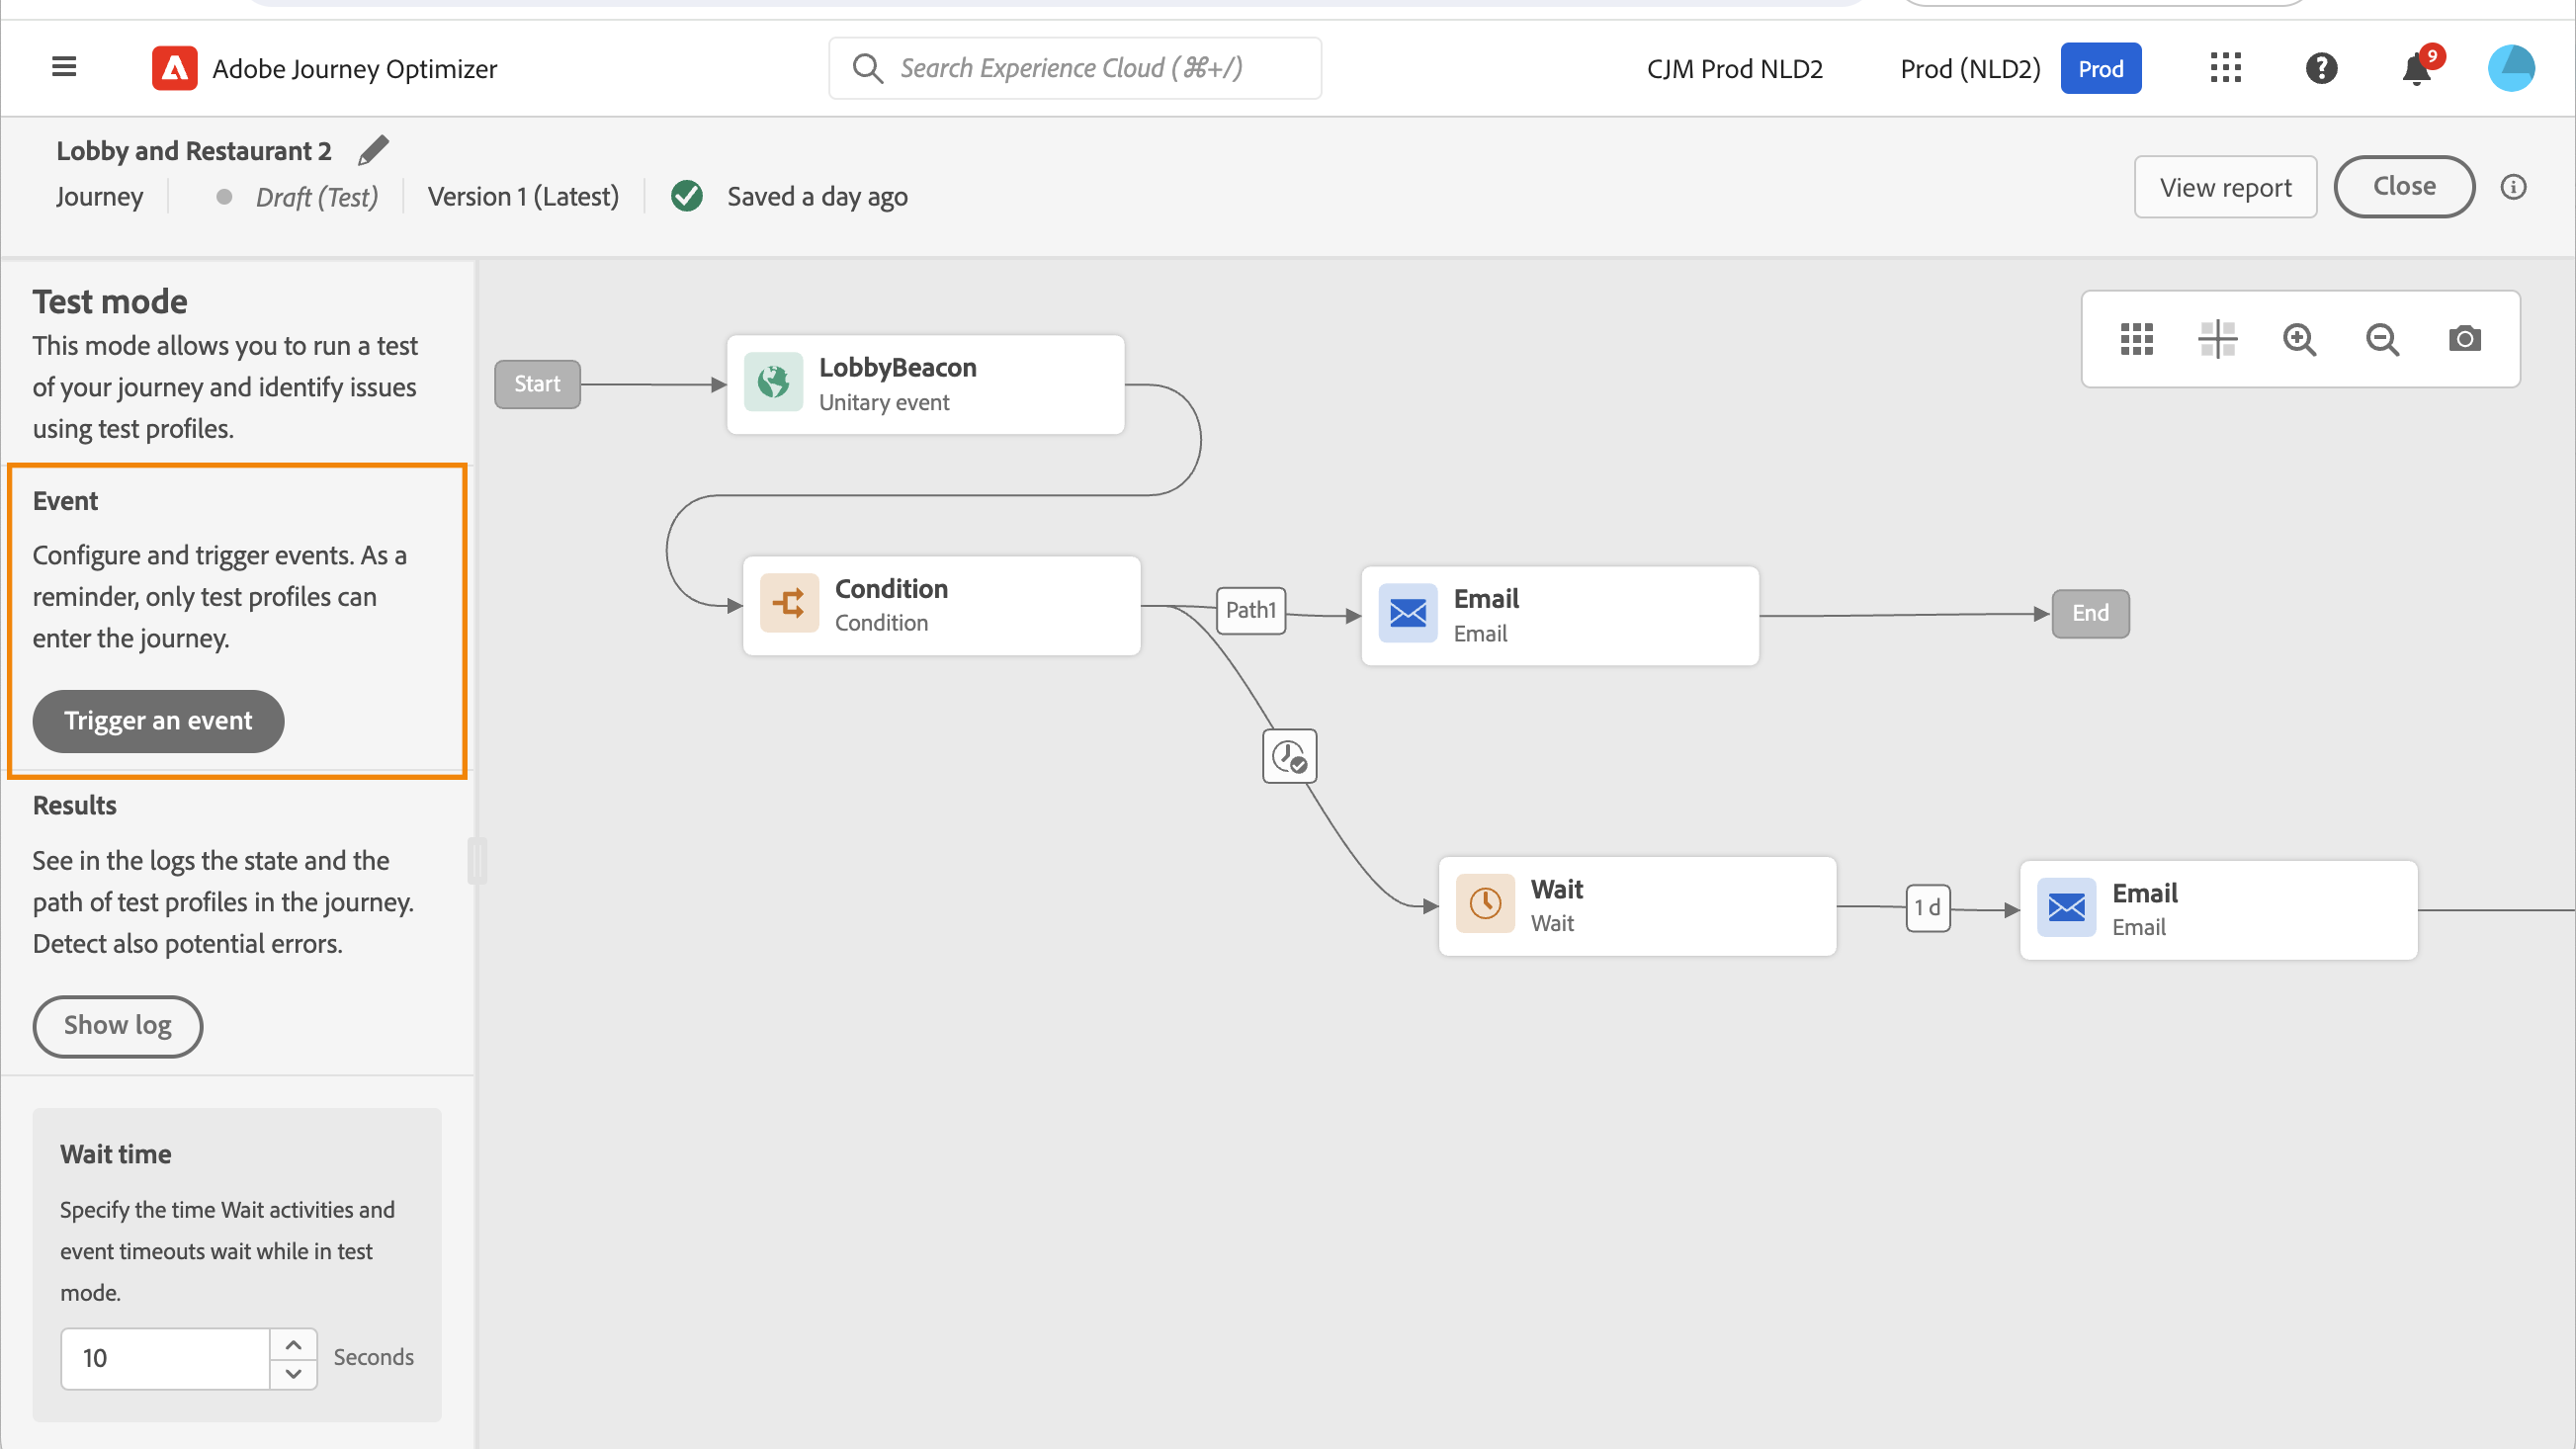 Adobe Journey Optimizer
Search Experience Cloud (⌘+/)
CJM Prod NLD2
Prod (NLD2)
Prod
9
Lobby and Restaurant 2
Journey
Draft (Test)
Version 1 (Latest)
Saved a day ago
View report
Close
Test mode
This mode allows you to run a test
of your journey and identify issues
using test profiles.
Event
Configure and trigger events. As a
reminder, only test profiles can
enter the journey.
Trigger an event
Results
See in the logs the state and the
path of test profiles in the journey.
Detect also potential errors.
Show log
Wait time
Specify the time Wait activities and
event timeouts wait while in test
mode.
10
Seconds
Start
LobbyBeacon
Unitary event
Condition
Condition
Path1
Email
Email
End
Wait
Wait
1 d
Email
Email